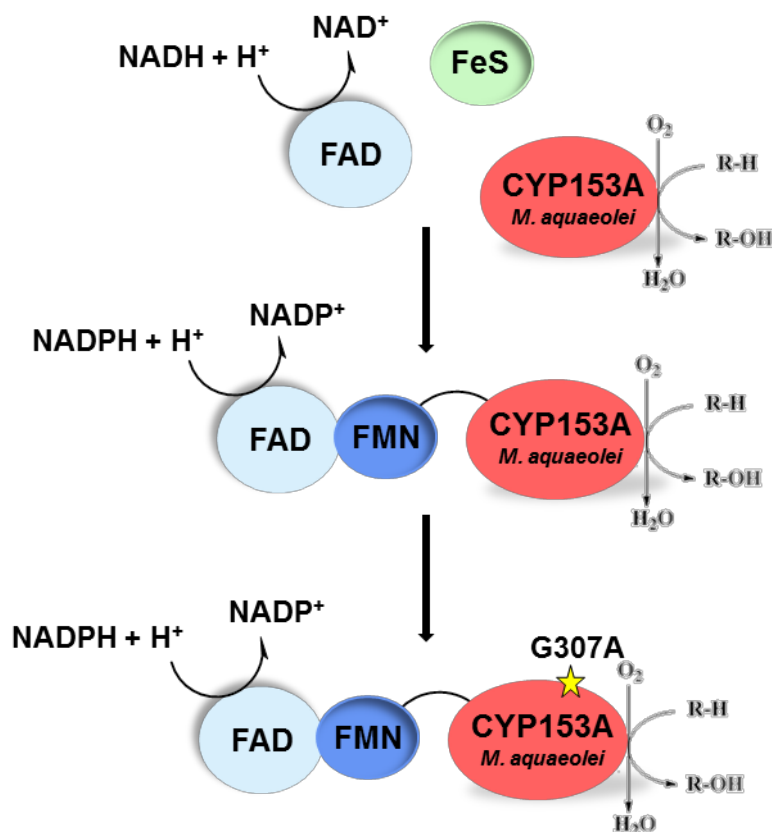 NAD⁺
NADH + H⁺
FeS
FAD
O₂
CYP153A
M. aquaeolei
R-H
R-OH
H₂O
NADP⁺
NADPH + H⁺
O₂
R-H
FAD
FMN
CYP153A
M. aquaeolei
R-OH
H₂O
NADP⁺
NADPH + H⁺
G307A
O₂
R-H
FAD
FMN
CYP153A
M. aquaeolei
R-OH
H₂O